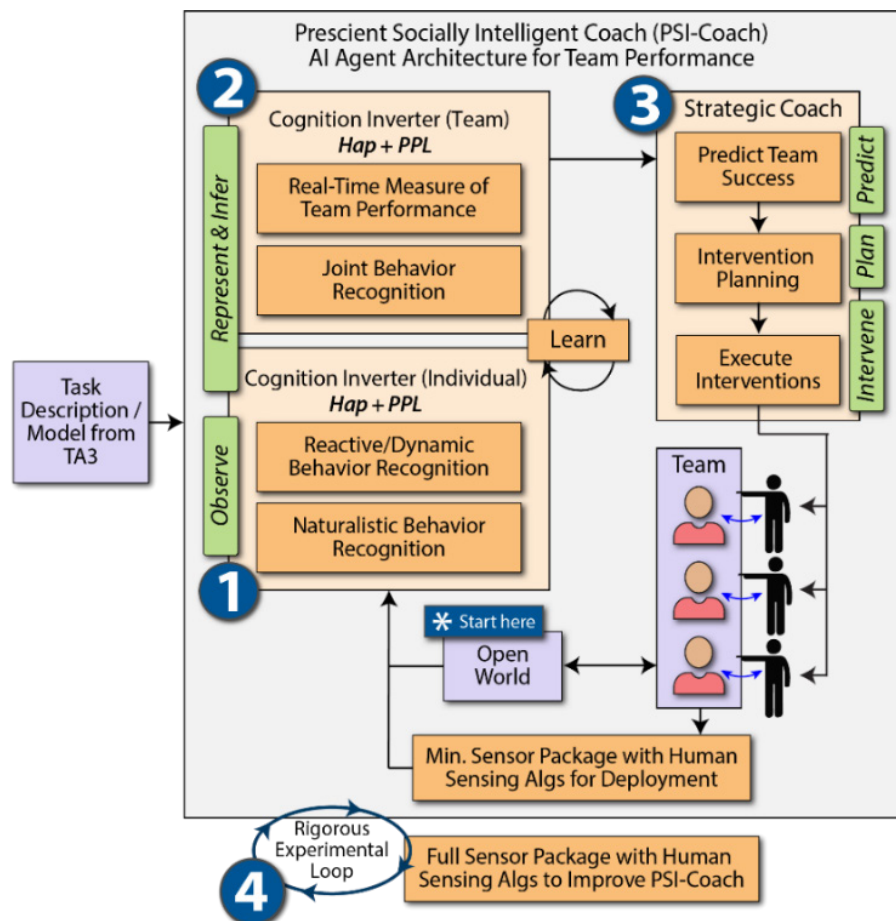 Prescient Socially Intelligent Coach (PSI-Coach)
AI Agent Architecture for Team Performance
2
Cognition Inverter (Team)
Hap + PPL
Real-Time Measure of
Team Performance
Joint Behavior
Recognition
Represent & Infer
Learn
Cognition Inverter (Individual)
Hap + PPL
Reactive/Dynamic
Behavior Recognition
Naturalistic Behavior
Recognition
Observe
1
Task
Description /
Model from
TA3
3
Strategic Coach
Predict Team
Success
Predict
Intervention
Planning
Plan
Execute
Interventions
Intervene
Team
* Start here
Open
World
Min. Sensor Package with Human
Sensing Algs for Deployment
Rigorous
Experimental
Loop
4
Full Sensor Package with Human
Sensing Algs to Improve PSI-Coach